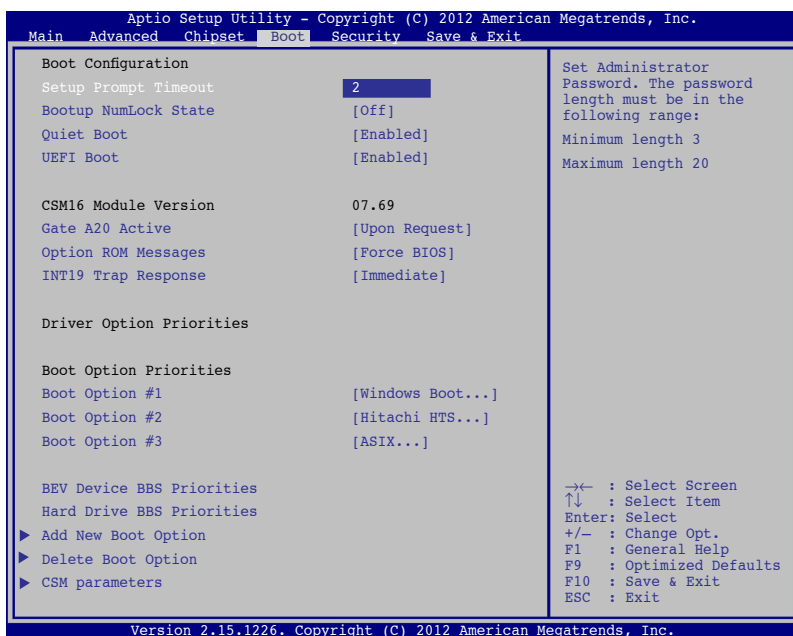 Aptio Setup Utility – Copyright (C) 2012 American Megatrends, Inc.
Main Advanced Chipset Boot Security Save & Exit
Boot Configuration
Setup Prompt Timeout 2
Bootup NumLock State [Off]
Quiet Boot [Enabled]
UEFI Boot [Enabled]
CSM16 Module Version 07.69
Gate A20 Active [Upon Request]
Option ROM Messages [Force BIOS]
INT19 Trap Response [Immediate]
Driver Option Priorities
Boot Option Priorities
Boot Option #1 [Windows Boot...]
Boot Option #2 [Hitachi HTS...]
Boot Option #3 [ASIX...]
BEV Device BBS Priorities
Hard Drive BBS Priorities
Add New Boot Option
Delete Boot Option
CSM parameters
Set Administrator
Password. The password
length must be in the
following range:
Minimum length 3
Maximum length 20
→← : Select Screen
↑↓ : Select Item
Enter: Select
+/– : Change Opt.
F1 : General Help
F9 : Optimized Defaults
F10 : Save & Exit
ESC : Exit
Version 2.15.1226. Copyright (C) 2012 American Megatrends, Inc.